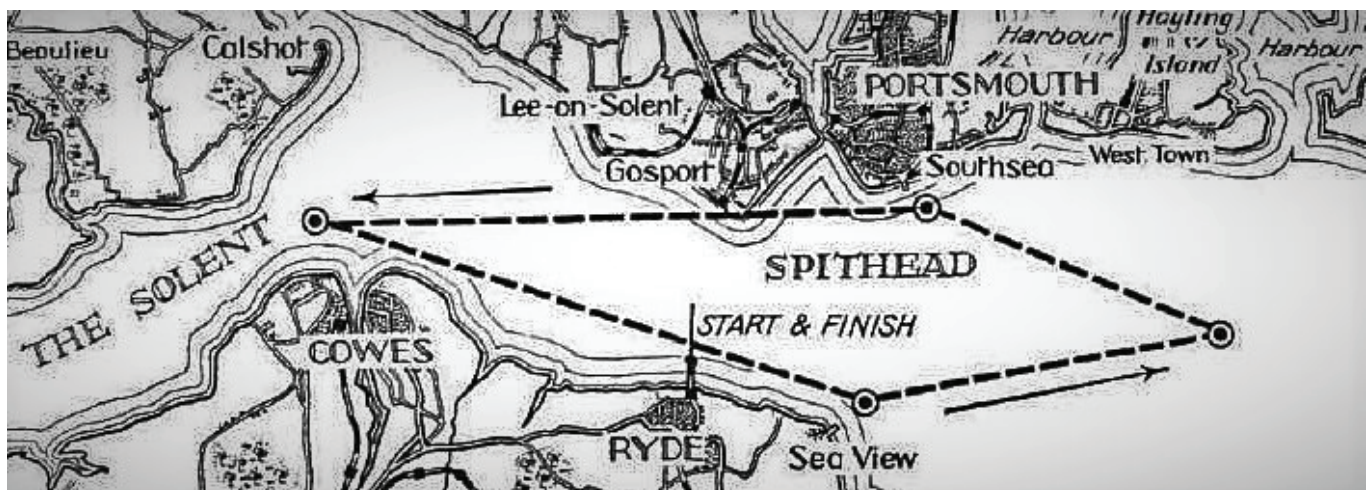 Beaulieu
Calshot
Lee-on-Solent
Gosport
PORTSMOUTH
Harbour
Hayling
Island
Harbour
Southsea
West Town
THE SOLENT
SPITHEAD
START & FINISH
COWES
RYDE
Sea View